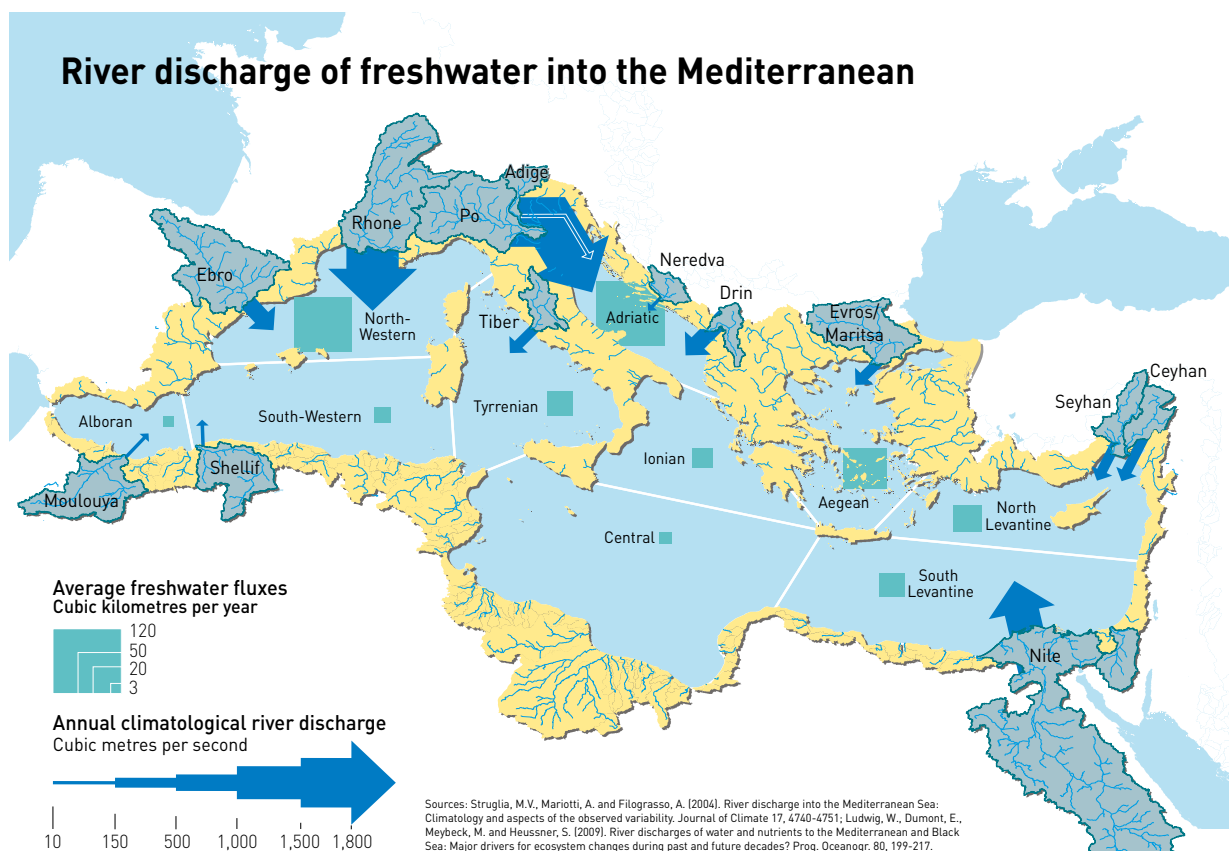 River discharge of freshwater into the Mediterranean
Adige
Rhone
Po
Neredva
Ebro
Drin
North-
Western
Tiber
Adriatic
Evros/
Maritsa
Ceyhan
Seyhan
Alboran
South-Western
Tyrrenian
Ionian
Shellif
Moulouya
Aegean
North
Levantine
Central
South
Levantine
Nile
Average freshwater fluxes
Cubic kilometres per year
120
50
20
3
Annual climatological river discharge
Cubic metres per second
10
150
500
1,000
1,500
1,800
Sources: Struglia, M.V., Mariotti, A. and Filograsso, A. (2004). River discharge into the Mediterranean Sea:
Climatology and aspects of the observed variability. Journal of Climate 17, 4740-4751; Ludwig, W., Dumont, E.,
Meybeck, M. and Heussner, S. (2009). River discharges of water and nutrients to the Mediterranean and Black
Sea: Major drivers for ecosystem changes during past and future decades? Prog. Oceanogr. 80, 199-217.